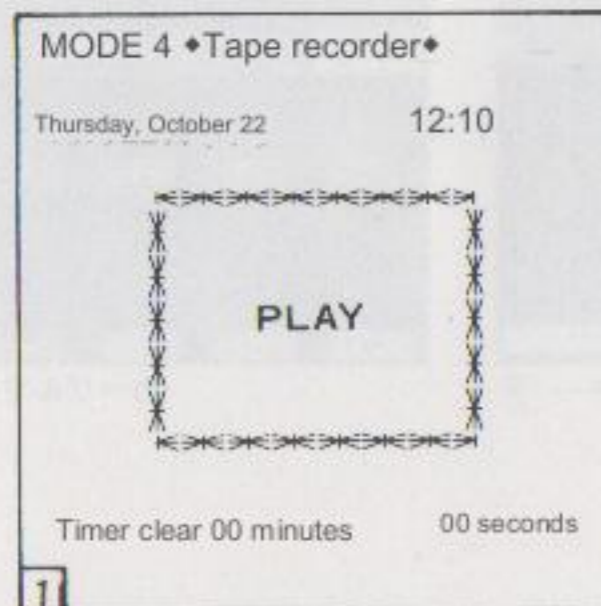 MODE 4 ◆Tape recorder◆
Thursday, October 22 12:10
PLAY
Timer clear 00 minutes 00 seconds
1